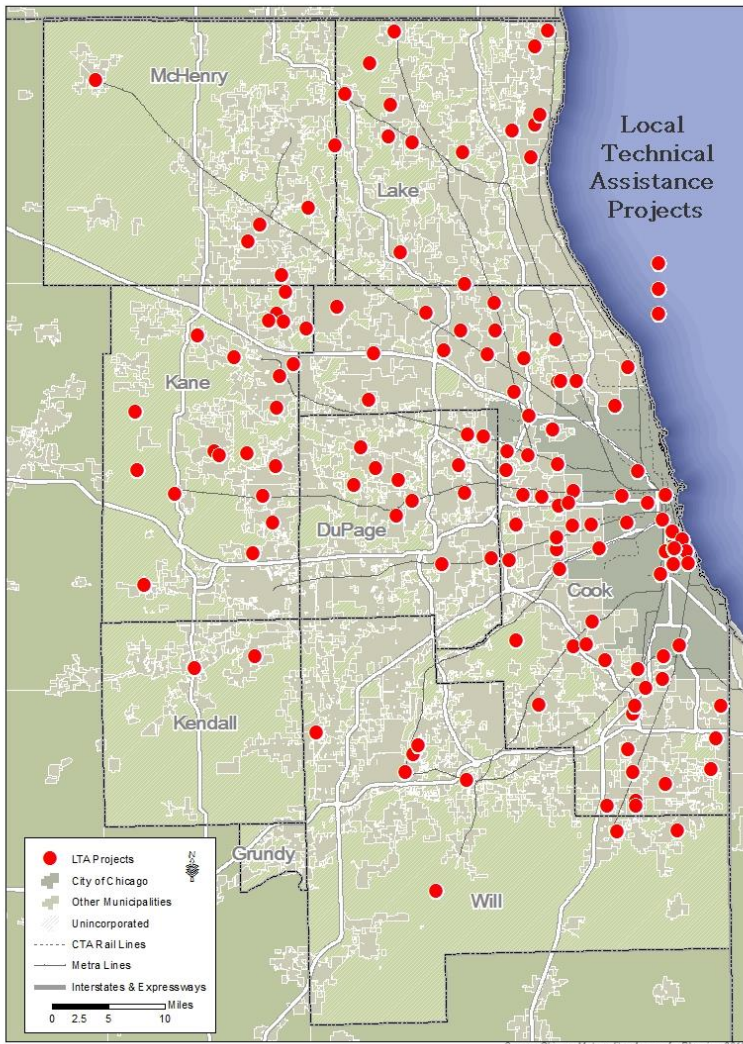 McHenry
Lake
Local
Technical
Assistance
Projects
Kane
DuPage
Cook
Kendall
Grundy
Will
LTA Projects
N
City of Chicago
Other Municipalities
Unincorporated
CTA Rail Lines
Metra Lines
Interstates & Expressways
Miles
0 2.5 5 10